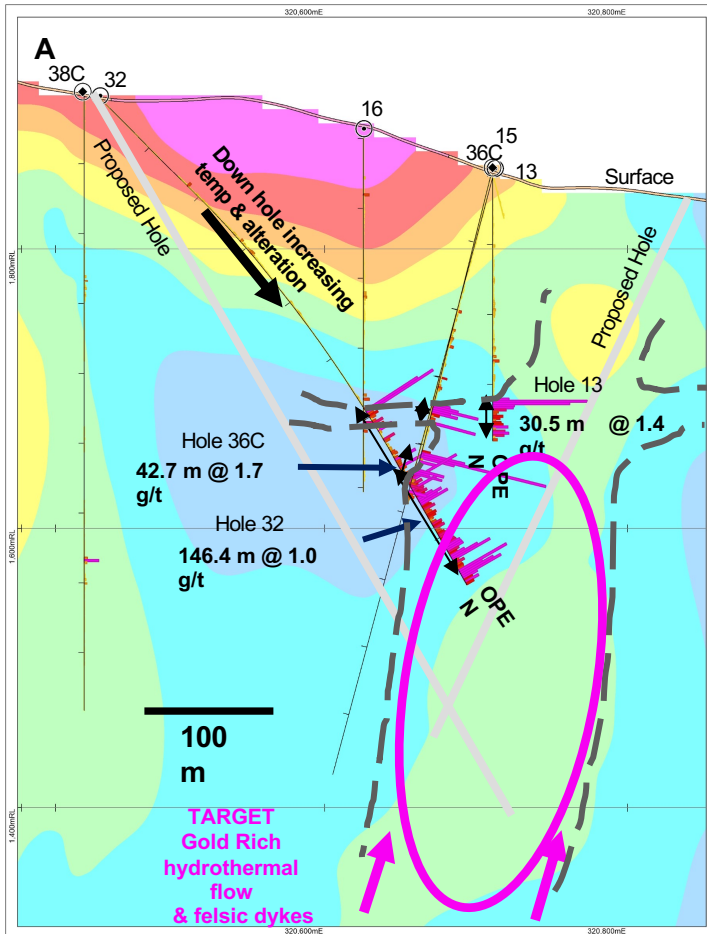 320,600mE
320,800mE
A
38C
32
16
15
36C
13
Surface
Proposed Hole
Down hole increasing
temp & alteration
Proposed Hole
1,800mRL
Hole 13
30.5 m @ 1.4
g/t
OPE
N
Hole 36C
42.7 m @ 1.7
g/t
Hole 32
146.4 m @ 1.0
g/t
1,600mRL
OPE
N
100
m
1,400mRL
TARGET
Gold Rich
hydrothermal
flow
& felsic dykes
320,600mE
320,800mE